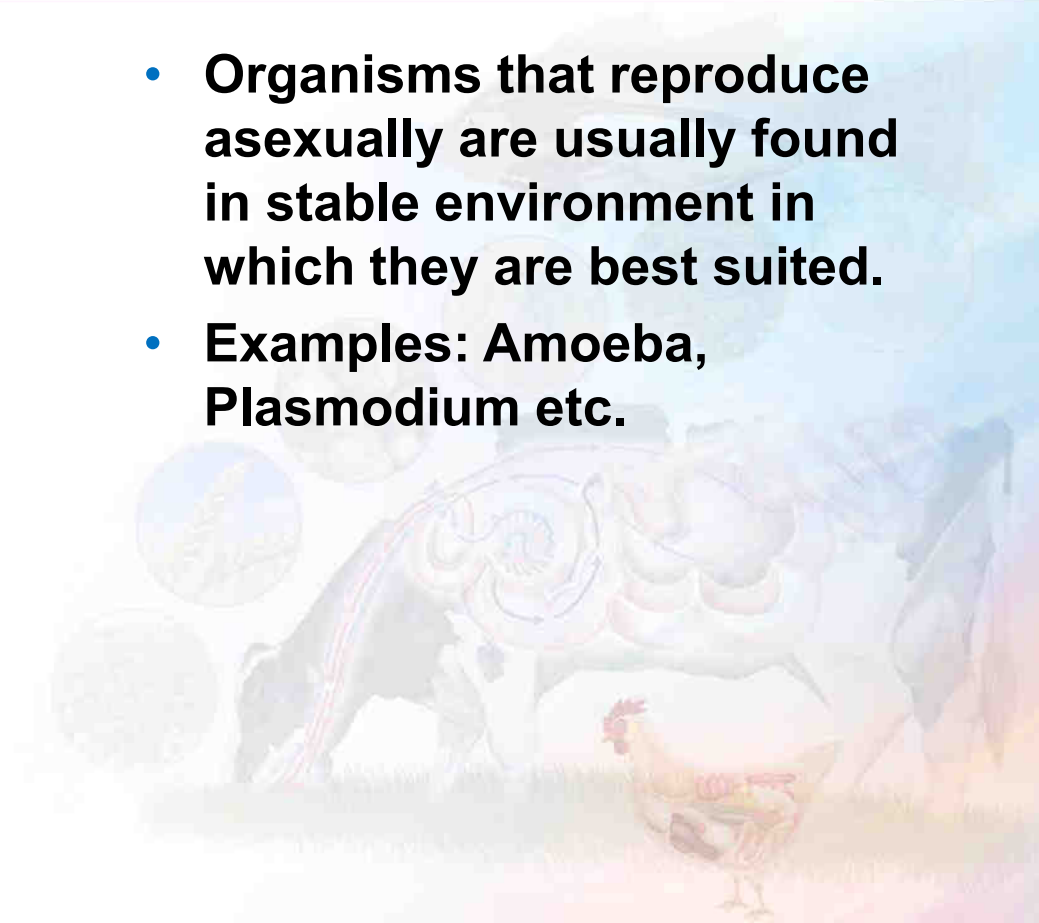 • Organisms that reproduce
asexually are usually found
in stable environment in
which they are best suited.
• Examples: Amoeba,
Plasmodium etc.